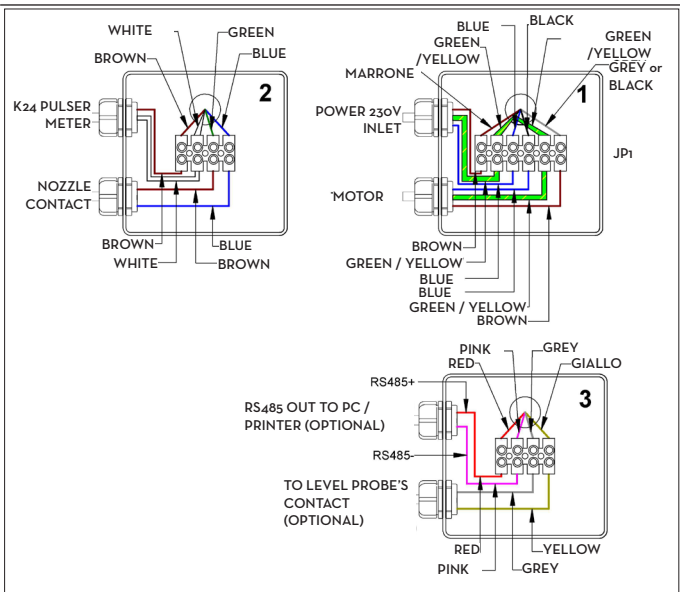 WHITE
GREEN
BROWN
BLUE
2
K24 PULSER
METER
NOZZLE
CONTACT
BROWN
BLUE
WHITE
BROWN
BLUE
BLACK
GREEN
/YELLOW
GREEN
/YELLOW
MARRONE
GREY or
BLACK
1
POWER 230V
INLET
JP1
MOTOR
BROWN
GREEN / YELLOW
BLUE
BLUE
GREEN / YELLOW
BROWN
PINK
GREY
RED
GIALLO
RS485+
3
RS485 OUT TO PC /
PRINTER (OPTIONAL)
RS485-
TO LEVEL PROBE'S
CONTACT
(OPTIONAL)
RED
YELLOW
PINK
GREY